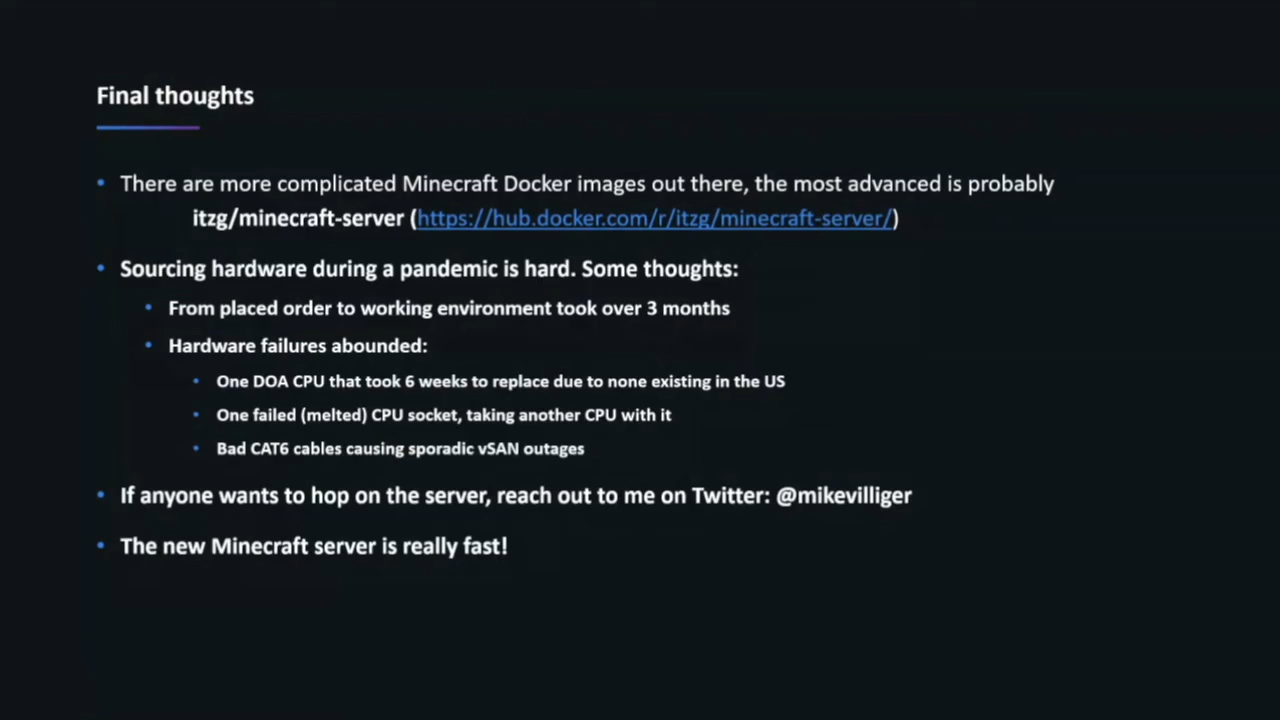 Final thoughts
• There are more complicated Minecraft Docker images out there, the most advanced is probably
itzg/minecraft-server (https://hub.docker.com/r/itzg/minecraft-server/)
• Sourcing hardware during a pandemic is hard. Some thoughts:
• From placed order to working environment took over 3 months
• Hardware failures abounded:
• One DOA CPU that took 6 weeks to replace due to none existing in the US
• One failed (melted) CPU socket, taking another CPU with it
• Bad CAT6 cables causing sporadic vSAN outages
• If anyone wants to hop on the server, reach out to me on Twitter: @mikevilliger
• The new Minecraft server is really fast!